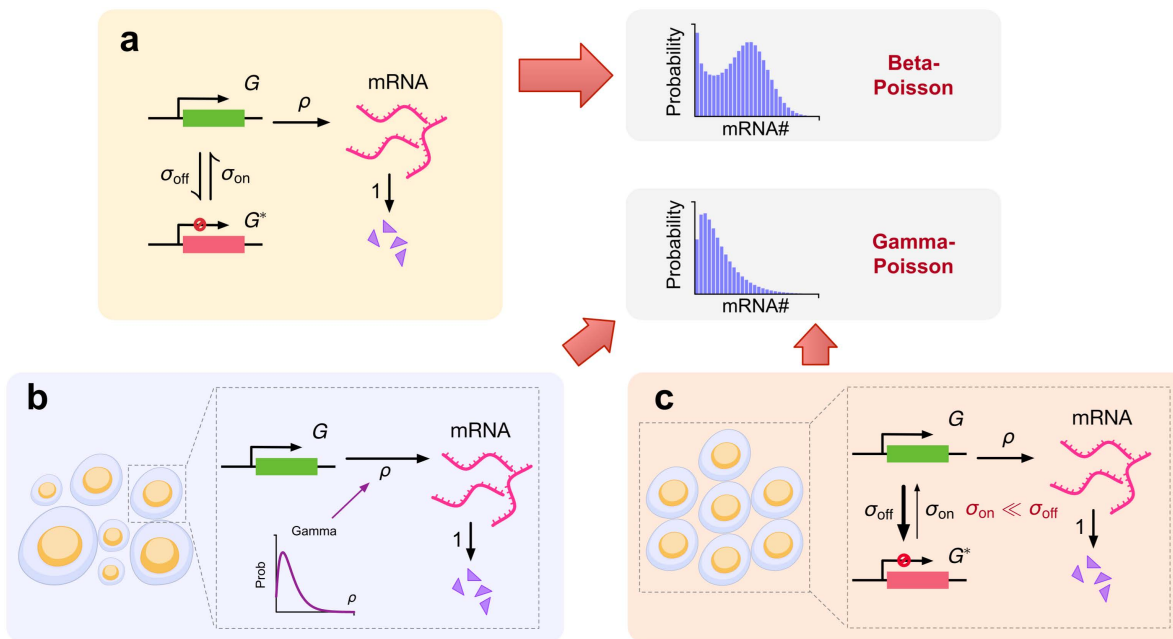 a
G
ρ
mRNA
σoff
σon
1
G*
Probability
mRNA#
Beta-
Poisson
Probability
mRNA#
Gamma-
Poisson
b
G
ρ
mRNA
Gamma
1
Prob
ρ
c
G
ρ
mRNA
σoff
σon
σon ≪ σoff
1
G*